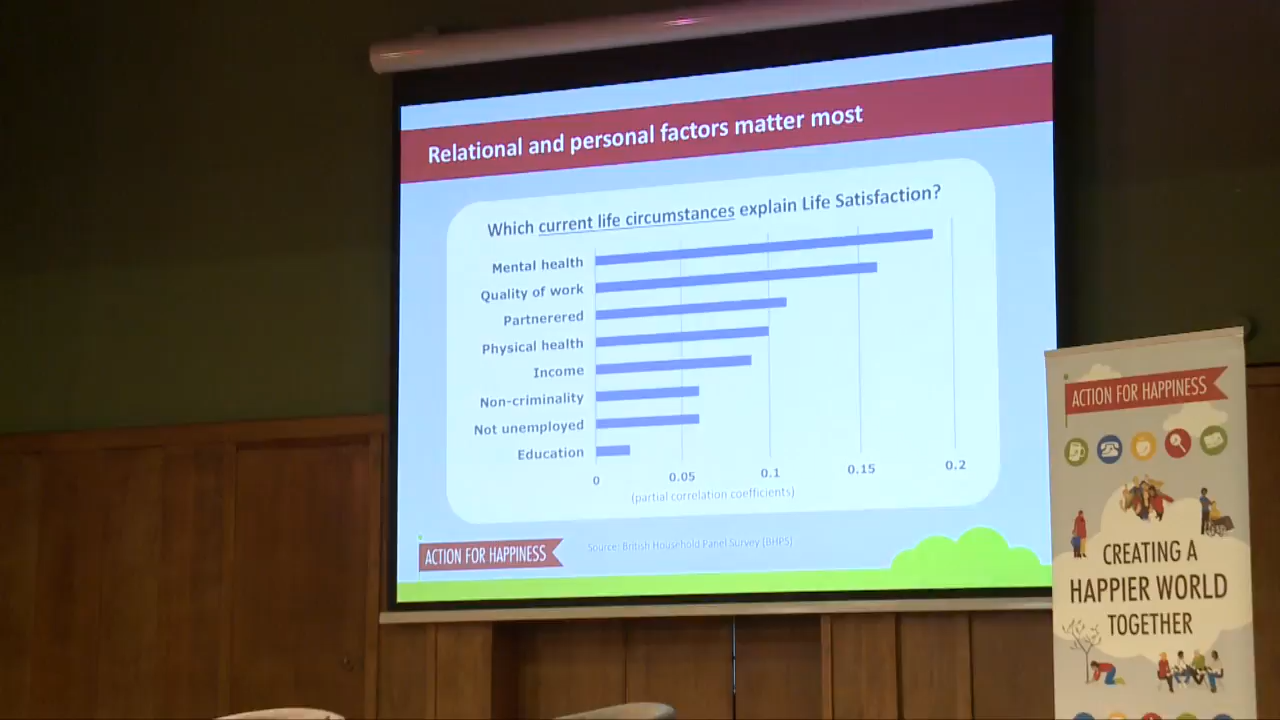 Relational and personal factors matter most
Which current life circumstances explain Life Satisfaction?
Mental health
Quality of work
Partnerered
Physical health
Income
Non-criminality
Not unemployed
Education
0 0.05 0.1 0.15 0.2
(partial correlation coefficients)
ACTION FOR HAPPINESS
Source: British Household Panel Survey (BHPS)
ACTION FOR HAPPINESS
CREATING A
HAPPIER WORLD
TOGETHER